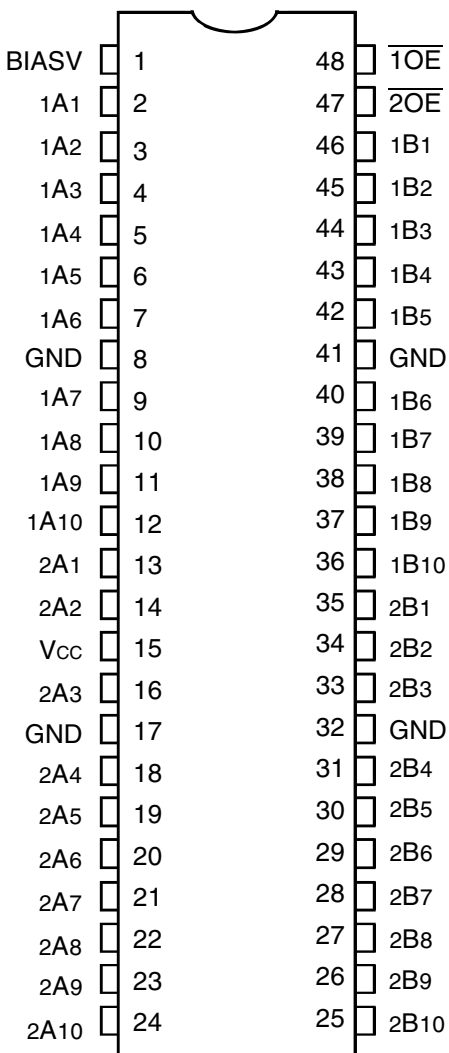 BIASV 1 48 1OE
1A1 2 47 2OE
1A2 3 46 1B1
1A3 4 45 1B2
1A4 5 44 1B3
1A5 6 43 1B4
1A6 7 42 1B5
GND 8 41 GND
1A7 9 40 1B6
1A8 10 39 1B7
1A9 11 38 1B8
1A10 12 37 1B9
2A1 13 36 1B10
2A2 14 35 2B1
VCC 15 34 2B2
2A3 16 33 2B3
GND 17 32 GND
2A4 18 31 2B4
2A5 19 30 2B5
2A6 20 29 2B6
2A7 21 28 2B7
2A8 22 27 2B8
2A9 23 26 2B9
2A10 24 25 2B10